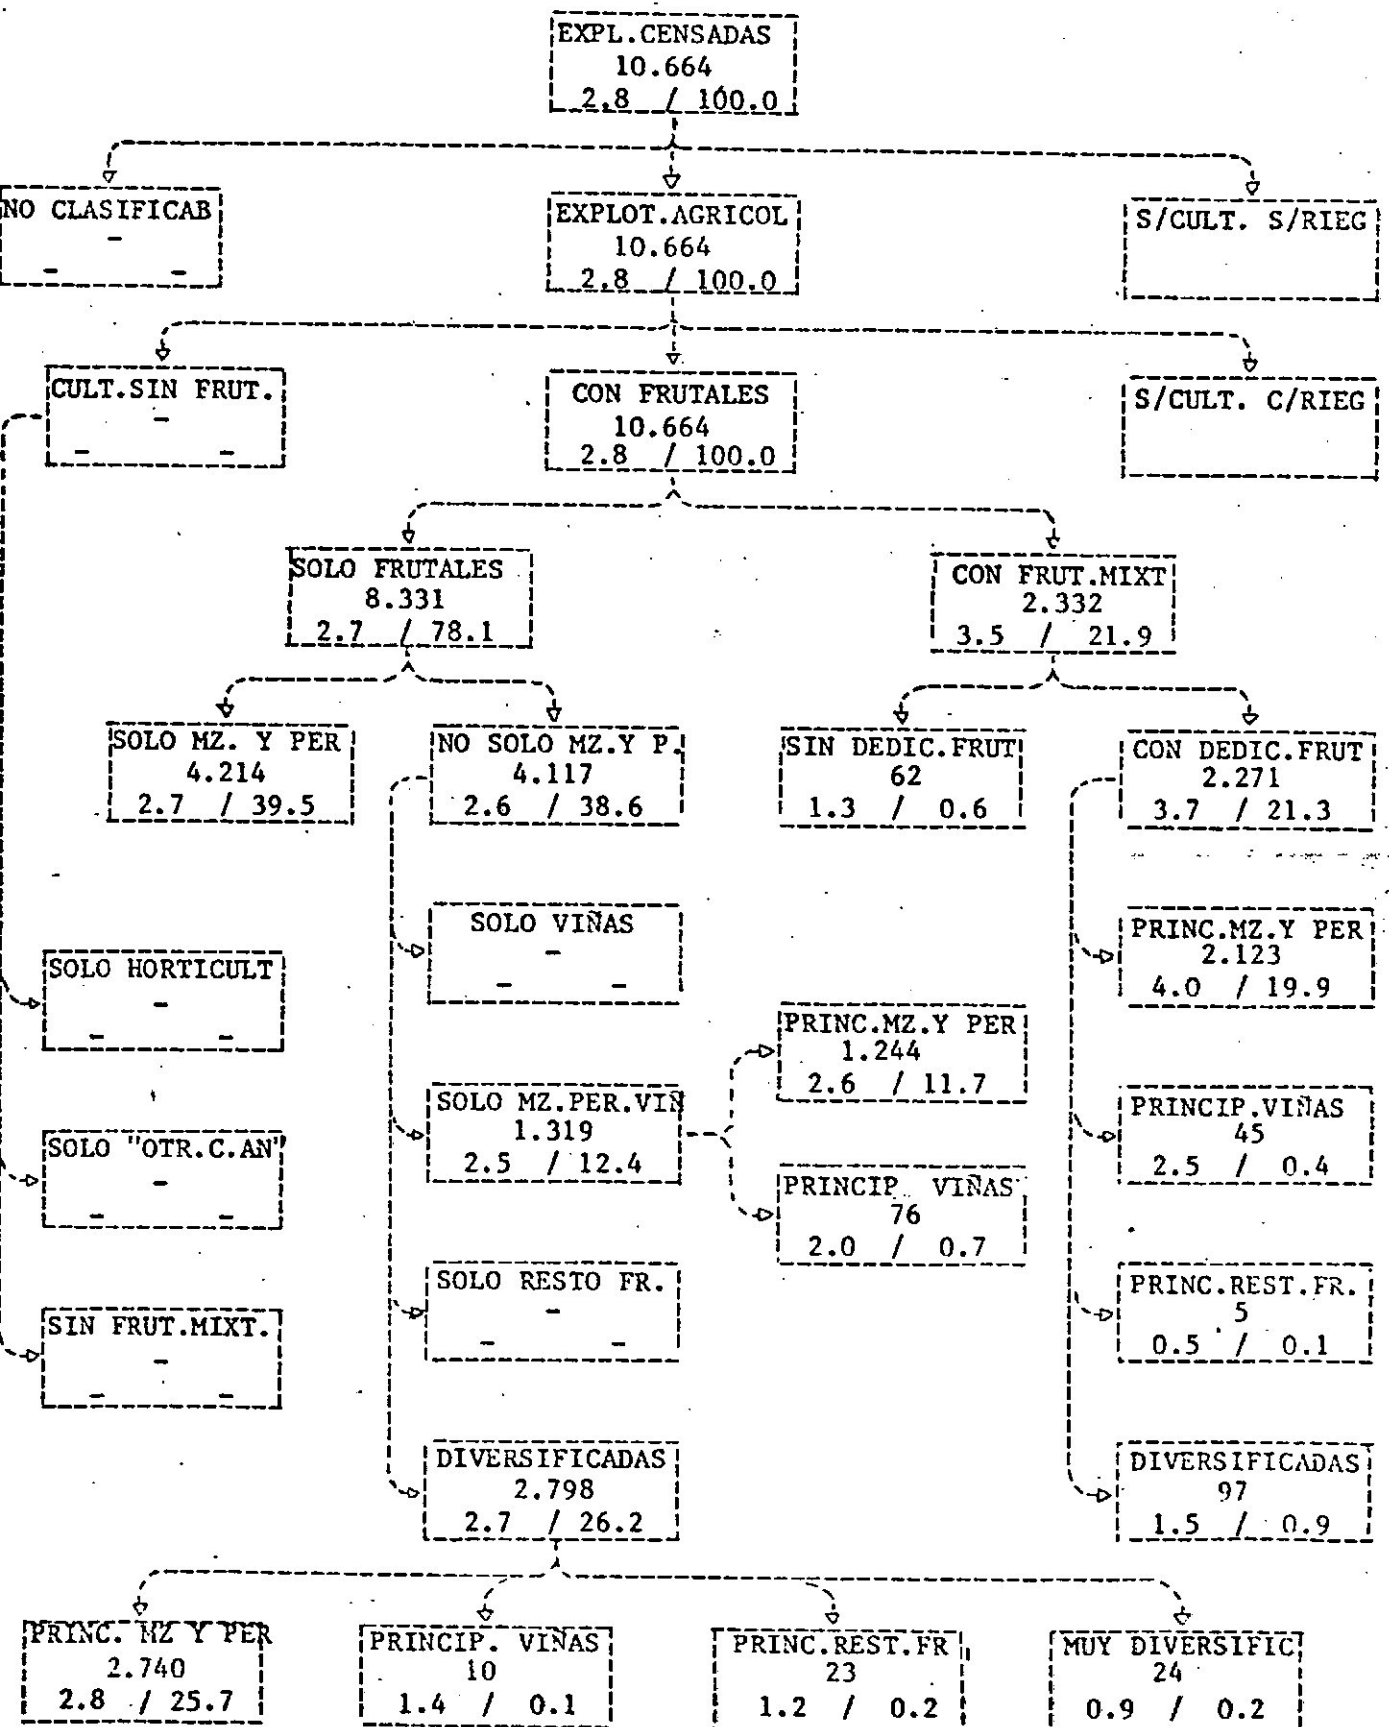 EXPL.CENSADAS
10.664
2.8 / 100.0
NO CLASIFICAB
-
- -
EXPLOT.AGRICOL
10.664
2.8 / 100.0
S/CULT. S/RIEG
CULT.SIN FRUT.
-
- -
CON FRUTALES
10.664
2.8 / 100.0
S/CULT. C/RIEG
SOLO FRUTALES
8.331
2.7 / 78.1
CON FRUT.MIXT
2.332
3.5 / 21.9
SOLO MZ. Y PER
4.214
2.7 / 39.5
NO SOLO MZ.Y P.
4.117
2.6 / 38.6
SIN DEDIC.FRUT
62
1.3 / 0.6
CON DEDIC.FRUT
2.271
3.7 / 21.3
SOLO VIÑAS
-
- -
PRINC.MZ.Y PER
2.123
4.0 / 19.9
SOLO HORTICULT
-
- -
PRINC.MZ.Y PER
1.244
2.6 / 11.7
SOLO MZ.PER.VIÑ
1.319
2.5 / 12.4
PRINCIP.VIÑAS
45
2.5 / 0.4
SOLO "OTR.C.AN"
-
- -
PRINCIP. VIÑAS
76
2.0 / 0.7
SOLO RESTO FR.
-
- -
PRINC.REST.FR.
5
0.5 / 0.1
SIN FRUT.MIXT.
-
- -
DIVERSIFICADAS
2.798
2.7 / 26.2
DIVERSIFICADAS
97
1.5 / 0.9
PRINC. MZ Y PER
2.740
2.8 / 25.7
PRINCIP. VIÑAS
10
1.4 / 0.1
PRINC.REST.FR
23
1.2 / 0.2
MUY DIVERSIFIC
24
0.9 / 0.2